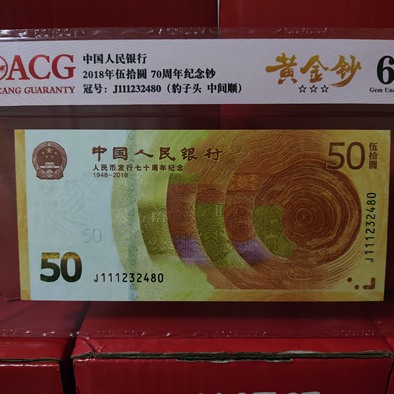 ACG
CANG GUARANTY
中国人民银行
2018年伍拾圆 70周年纪念钞
冠号: J111232480 (豹子头 中间顺)
黄金钞
☆☆☆
6
Gem Unc
中国人民银行
人民币发行七十周年纪念
1948-2018
50
伍拾圆
50
50
J111232480
J111232480